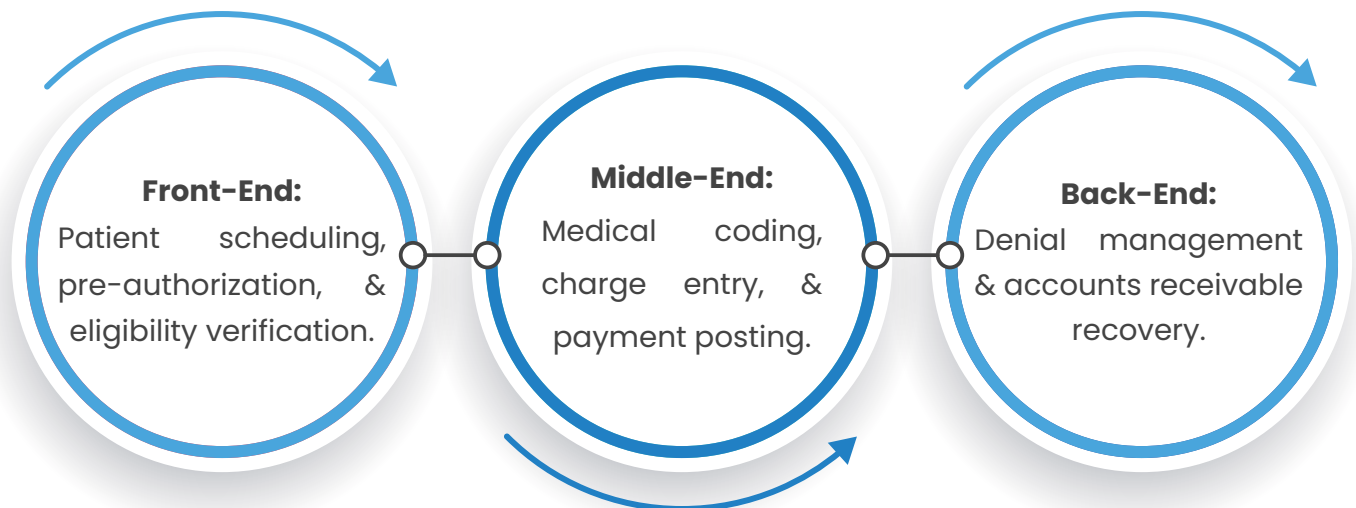 Front-End:
Patient scheduling,
pre-authorization, &
eligibility verification.
Middle-End:
Medical coding,
charge entry, &
payment posting.
Back-End:
Denial management
& accounts receivable
recovery.